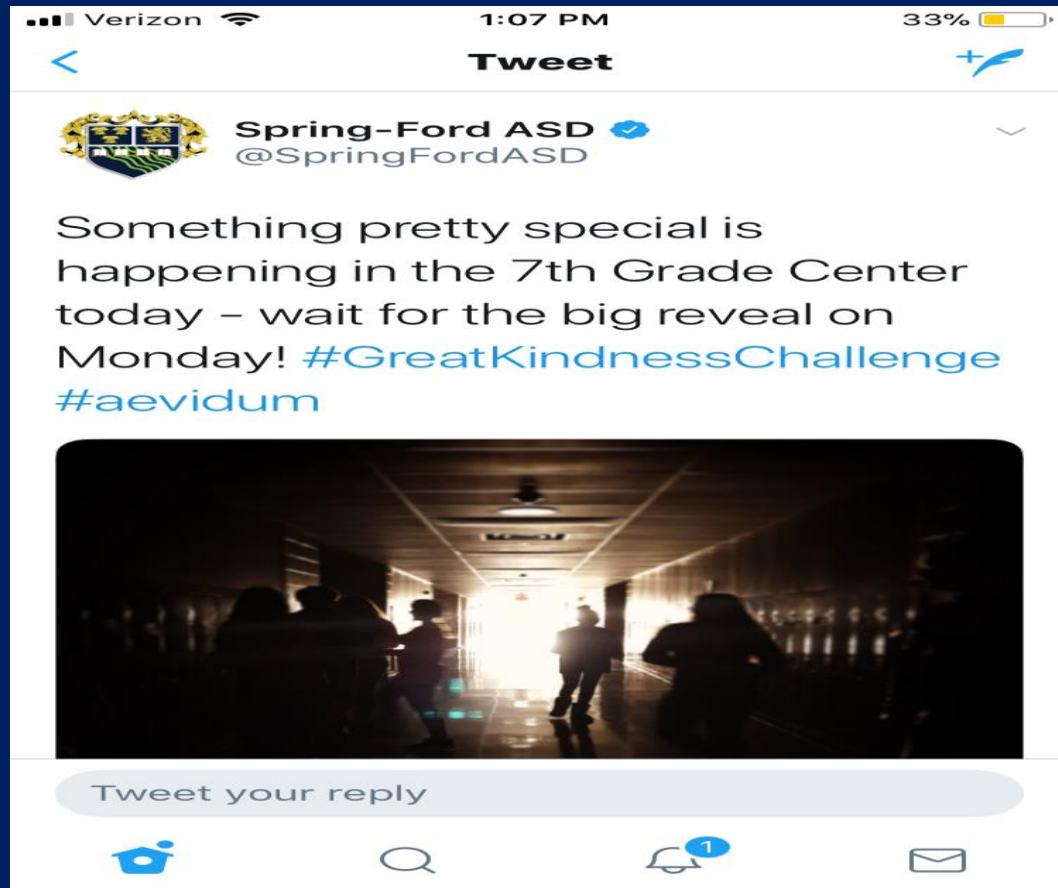 Verizon 1:07 PM 33%
Tweet
Spring-Ford ASD
@SpringFordASD
Something pretty special is
happening in the 7th Grade Center
today – wait for the big reveal on
Monday! #GreatKindnessChallenge
#aevidum
Tweet your reply
1